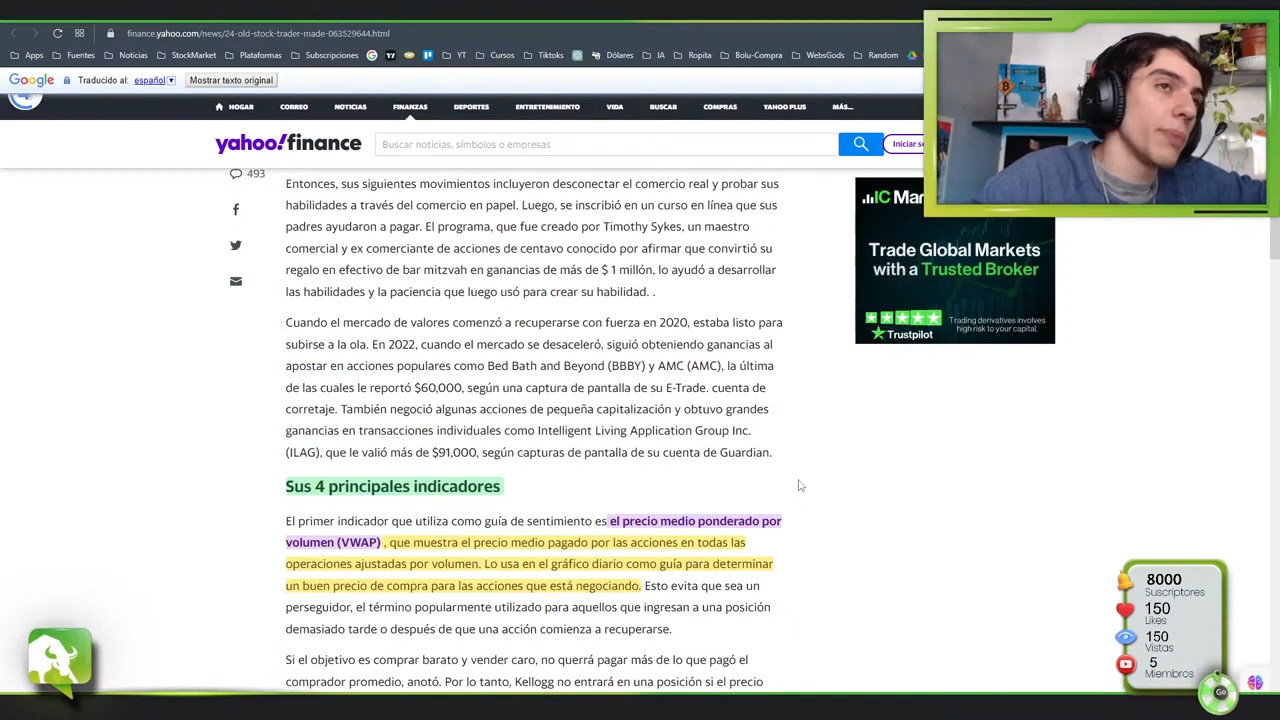 finance.yahoo.com/news/24-old-stock-trader-made-063529644.html
Apps Fuentes Noticias StockMarket Plataformas Subscripciones YT Cursos Tiktoks Dólares IA Ropita Bolu-Compra WebsGods Random
Google Traducido al: español Mostrar texto original
HOGAR CORREO NOTICIAS FINANZAS DEPORTES ENTRETENIMIENTO VIDA BUSCAR COMPRAS YAHOO PLUS MÁS...
yahoo!finance Buscar noticias, símbolos o empresas Iniciar se
493
Entonces, sus siguientes movimientos incluyeron desconectar el comercio real y probar sus
habilidades a través del comercio en papel. Luego, se inscribió en un curso en línea que sus
padres ayudaron a pagar. El programa, que fue creado por Timothy Sykes, un maestro
comercial y ex comerciante de acciones de centavo conocido por afirmar que convirtió su
regalo en efectivo de bar mitzvah en ganancias de más de $ 1 millón, lo ayudó a desarrollar
las habilidades y la paciencia que luego usó para crear su habilidad. .
Cuando el mercado de valores comenzó a recuperarse con fuerza en 2020, estaba listo para
subirse a la ola. En 2022, cuando el mercado se desaceleró, siguió obteniendo ganancias al
apostar en acciones populares como Bed Bath and Beyond (BBBY) y AMC (AMC), la última
de las cuales le reportó $60,000, según una captura de pantalla de su E-Trade. cuenta de
corretaje. También negoció algunas acciones de pequeña capitalización y obtuvo grandes
ganancias en transacciones individuales como Intelligent Living Application Group Inc.
(ILAG), que le valió más de $91,000, según capturas de pantalla de su cuenta de Guardian.
Sus 4 principales indicadores
El primer indicador que utiliza como guía de sentimiento es el precio medio ponderado por
volumen (VWAP) , que muestra el precio medio pagado por las acciones en todas las
operaciones ajustadas por volumen. Lo usa en el gráfico diario como guía para determinar
un buen precio de compra para las acciones que está negociando. Esto evita que sea un
perseguidor, el término popularmente utilizado para aquellos que ingresan a una posición
demasiado tarde o después de que una acción comienza a recuperarse.
Si el objetivo es comprar barato y vender caro, no querrá pagar más de lo que pagó el
comprador promedio, anotó. Por lo tanto, Kellogg no entrará en una posición si el precio
IC Mar
Trade Global Markets
with a Trusted Broker
Trustpilot
Trading derivatives involves
high risk to your capital.
8000
Suscriptores
150
Likes
150
Vistas
5
Miembros
Go